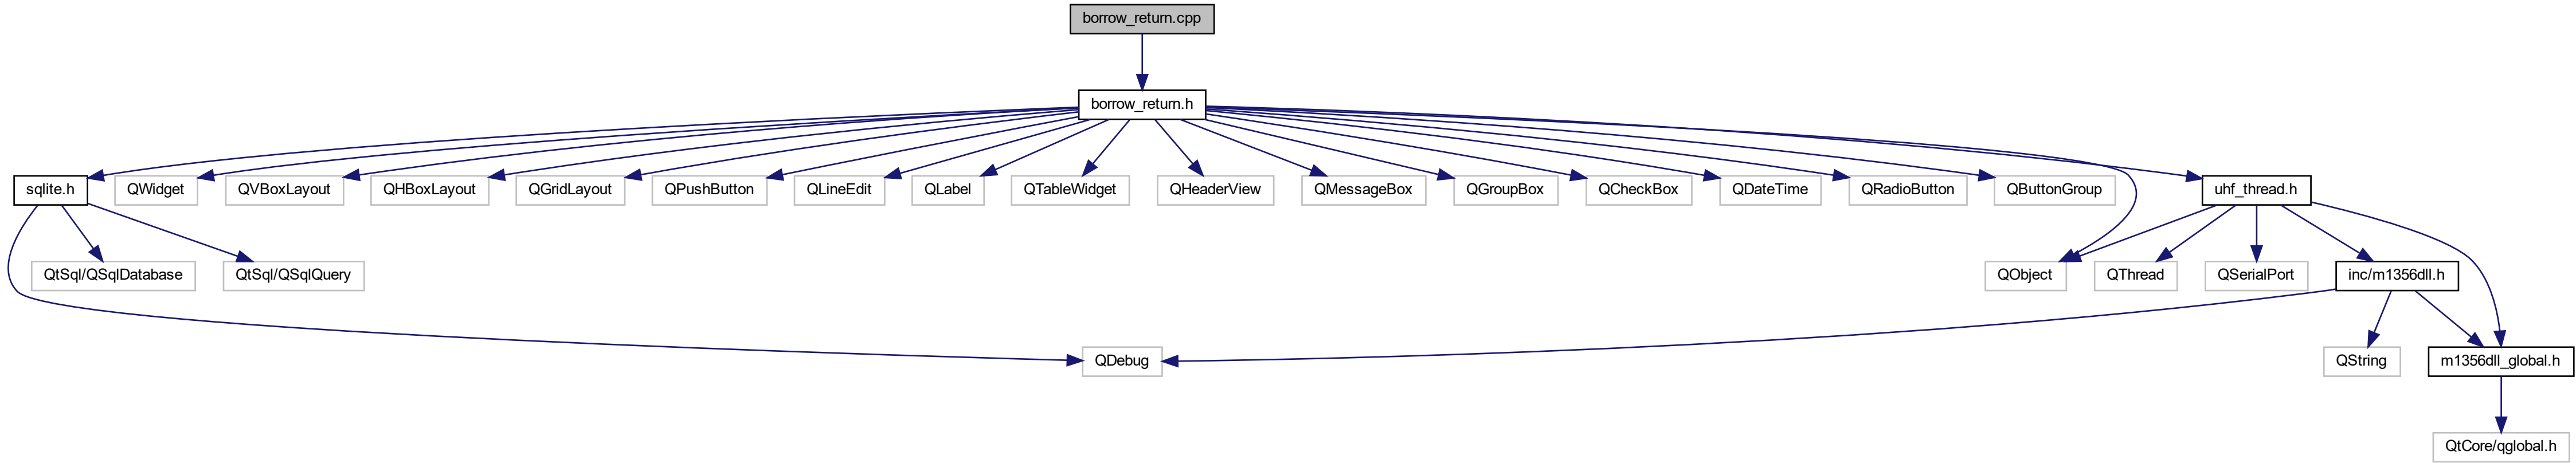 borrow_return.cpp
borrow_return.h
sqlite.h
QWidget
QVBoxLayout
QHBoxLayout
QGridLayout
QPushButton
QLineEdit
QLabel
QTableWidget
QHeaderView
QMessageBox
QGroupBox
QCheckBox
QDateTime
QRadioButton
QButtonGroup
uhf_thread.h
QtSql/QSqlDatabase
QtSql/QSqlQuery
QObject
QThread
QSerialPort
inc/m1356dll.h
QDebug
QString
m1356dll_global.h
QtCore/qglobal.h